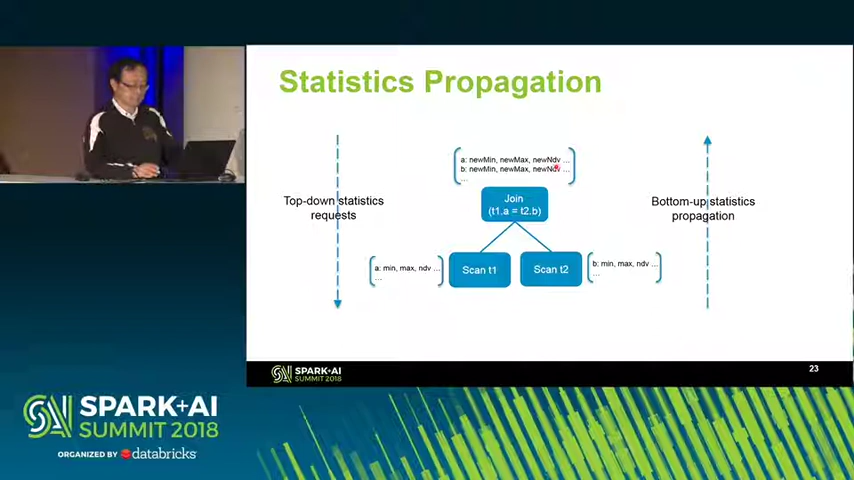 Statistics Propagation
a: newMin, newMax, newNdv ...
b: newMin, newMax, newNdv ...
...
Top-down statistics
requests
Join
(t1.a = t2.b)
Bottom-up statistics
propagation
a: min, max, ndv ...
...
Scan t1
Scan t2
b: min, max, ndv ...
...
SPARK+AI
SUMMIT 2018
23
SPARK+AI
SUMMIT 2018
ORGANIZED BY databricks